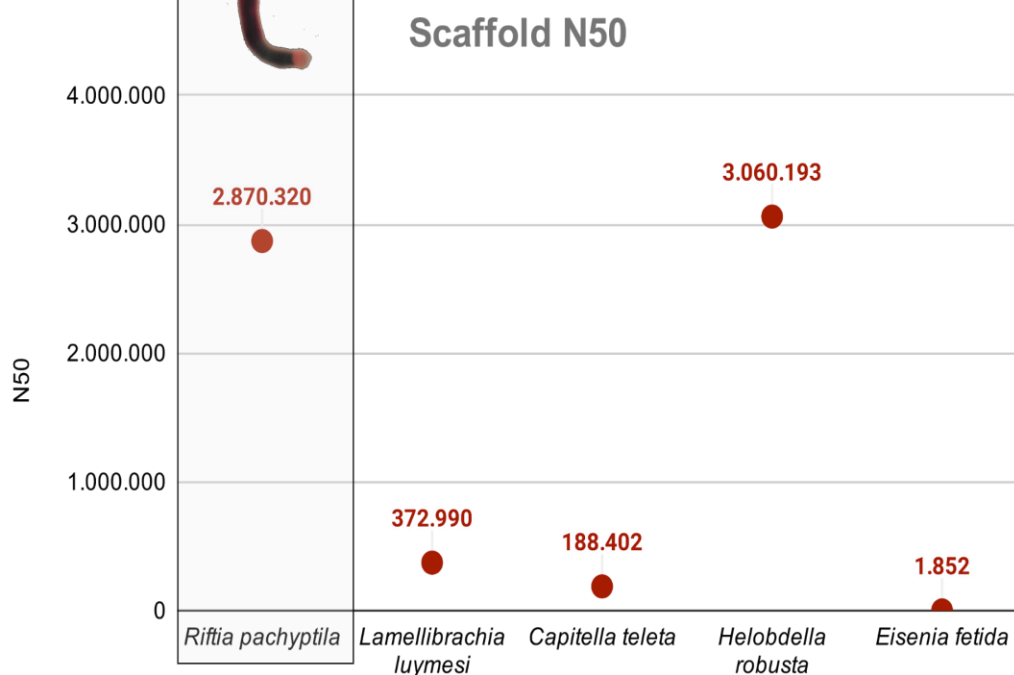 Scaffold N50
4.000.000
2.870.320
3.060.193
3.000.000
2.000.000
N50
1.000.000
372.990
188.402
1.852
0
Riftia pachyptila
Lamellibrachia
luymesi
Capitella teleta
Helobdella
robusta
Eisenia fetida